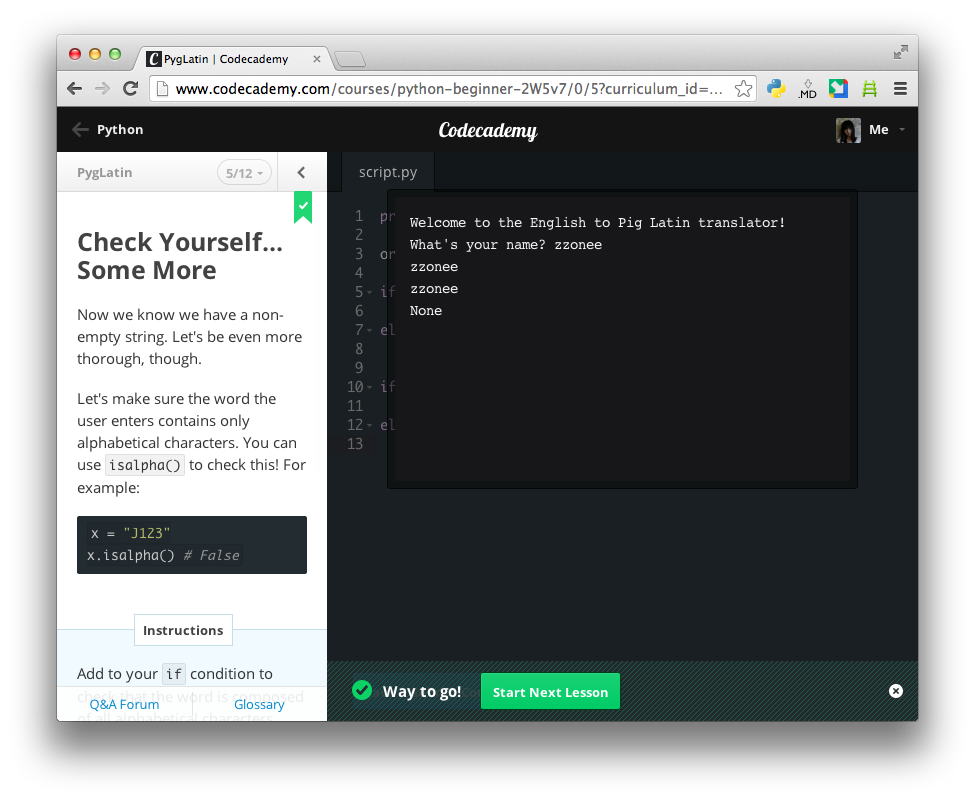 PygLatin | Codecademy
www.codecademy.com/courses/python-beginner-2W5v7/0/5?curriculum_id=...
.MD
Python
Codecademy
Me
PygLatin
5/12
script.py
Check Yourself...
Some More
Now we know we have a non-
empty string. Let's be even more
thorough, though.
Let's make sure the word the
user enters contains only
alphabetical characters. You can
use isalpha() to check this! For
example:
x = "J123"
x.isalpha() # False
Instructions
Add to your if condition to
check that the word is composed
of all alphabetical characters
Q&A Forum
Glossary
1 pr
2
3 or
4
5 if
6
7 el
8
9
10 if
11
12 el
13
Welcome to the English to Pig Latin translator!
What's your name? zzonee
zzonee
zzonee
None
Way to go!
Start Next Lesson